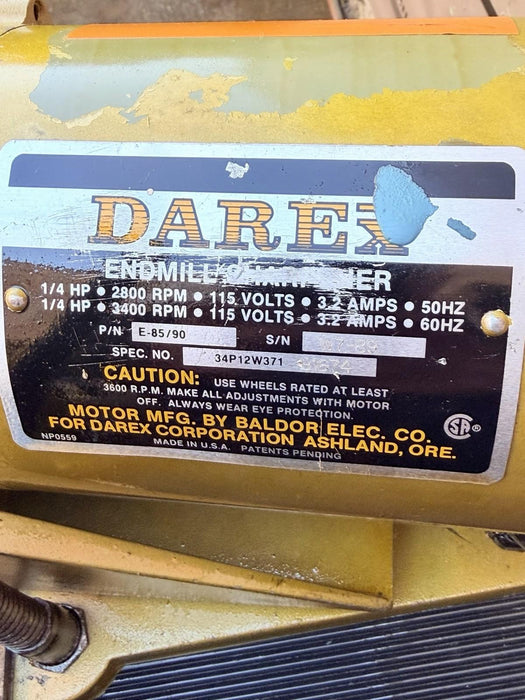 DAREX
ENDMILL SHARPENER
1/4 HP • 2800 RPM • 115 VOLTS • 3.2 AMPS • 50HZ
1/4 HP • 3400 RPM • 115 VOLTS • 3.2 AMPS • 60HZ
P/N E-85/90 S/N
SPEC. NO. 34P12W371
CAUTION: USE WHEELS RATED AT LEAST
3600 R.P.M. MAKE ALL ADJUSTMENTS WITH MOTOR
OFF. ALWAYS WEAR EYE PROTECTION.
MOTOR MFG. BY BALDOR ELEC. CO.
FOR DAREX CORPORATION ASHLAND, ORE.
NP0559 MADE IN U.S.A. PATENTS PENDING
SA®